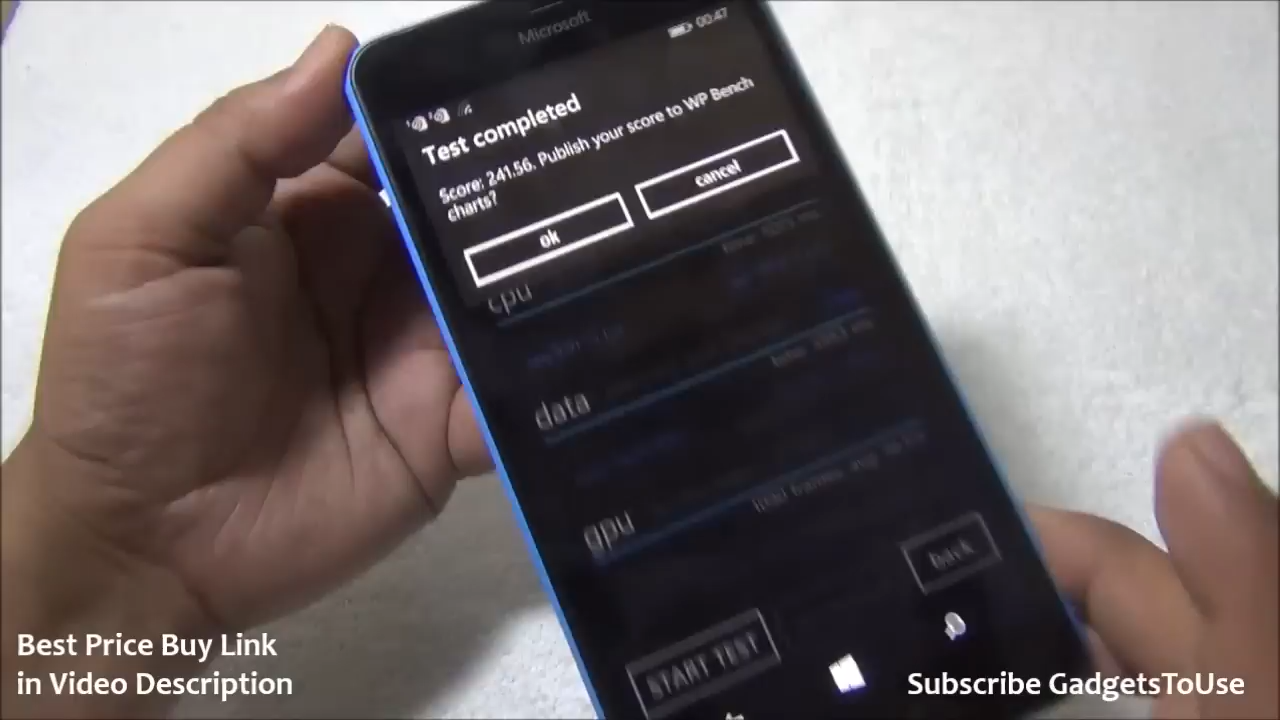 Microsoft
00:47
Test completed
Score: 241.56. Publish your score to WP Bench
charts?
ok
cancel
cpu
data
gpu
back
START TEST
Best Price Buy Link
in Video Description
Subscribe GadgetsToUse